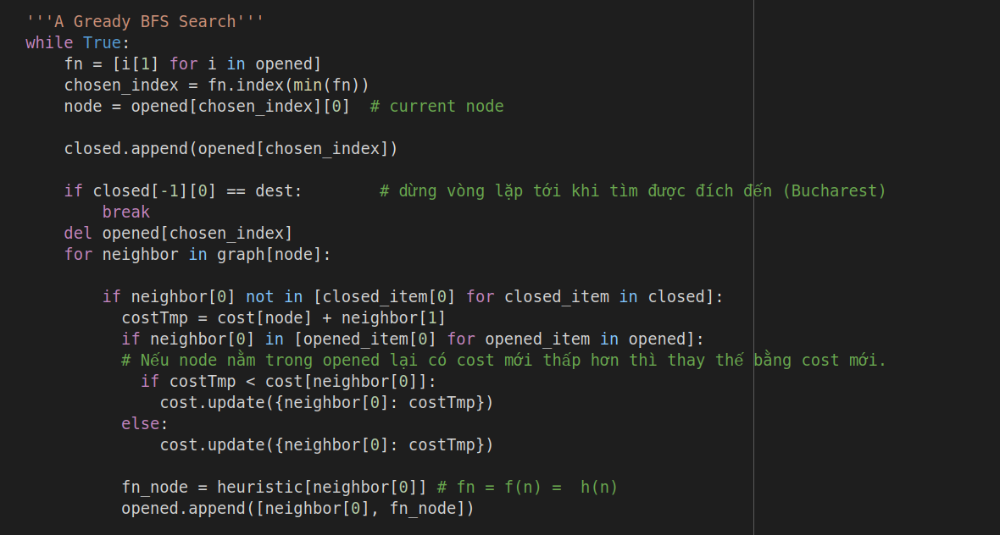 '''A Gready BFS Search'''
while True:
    fn = [i[1] for i in opened]
    chosen_index = fn.index(min(fn))
    node = opened[chosen_index][0]  # current node

    closed.append(opened[chosen_index])

    if closed[-1][0] == dest:        # dừng vòng lặp tới khi tìm được đích đến (Bucharest)
        break
    del opened[chosen_index]
    for neighbor in graph[node]:

        if neighbor[0] not in [closed_item[0] for closed_item in closed]:
          costTmp = cost[node] + neighbor[1]
          if neighbor[0] in [opened_item[0] for opened_item in opened]:
          # Nếu node nằm trong opened lại có cost mới thấp hơn thì thay thế bằng cost mới.
            if costTmp < cost[neighbor[0]]:
              cost.update({neighbor[0]: costTmp})
          else:
              cost.update({neighbor[0]: costTmp})

          fn_node = heuristic[neighbor[0]] # fn = f(n) =  h(n)
          opened.append([neighbor[0], fn_node])